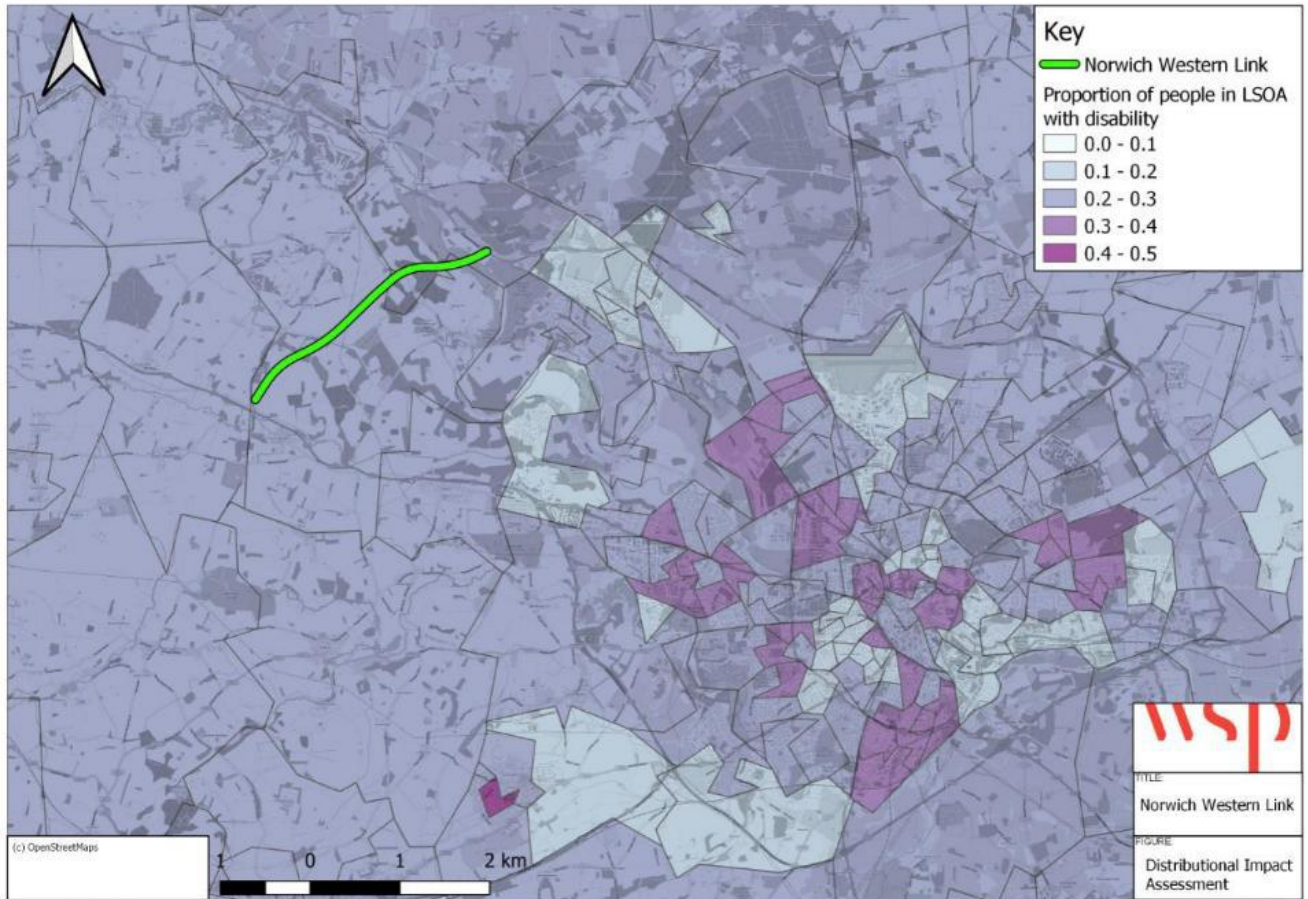 Key
Norwich Western Link
Proportion of people in LSOA
with disability
0.0 - 0.1
0.1 - 0.2
0.2 - 0.3
0.3 - 0.4
0.4 - 0.5
wsp
TITLE:
Norwich Western Link
FIGURE:
Distributional Impact
Assessment
(c) OpenStreetMaps
1 0 1 2 km